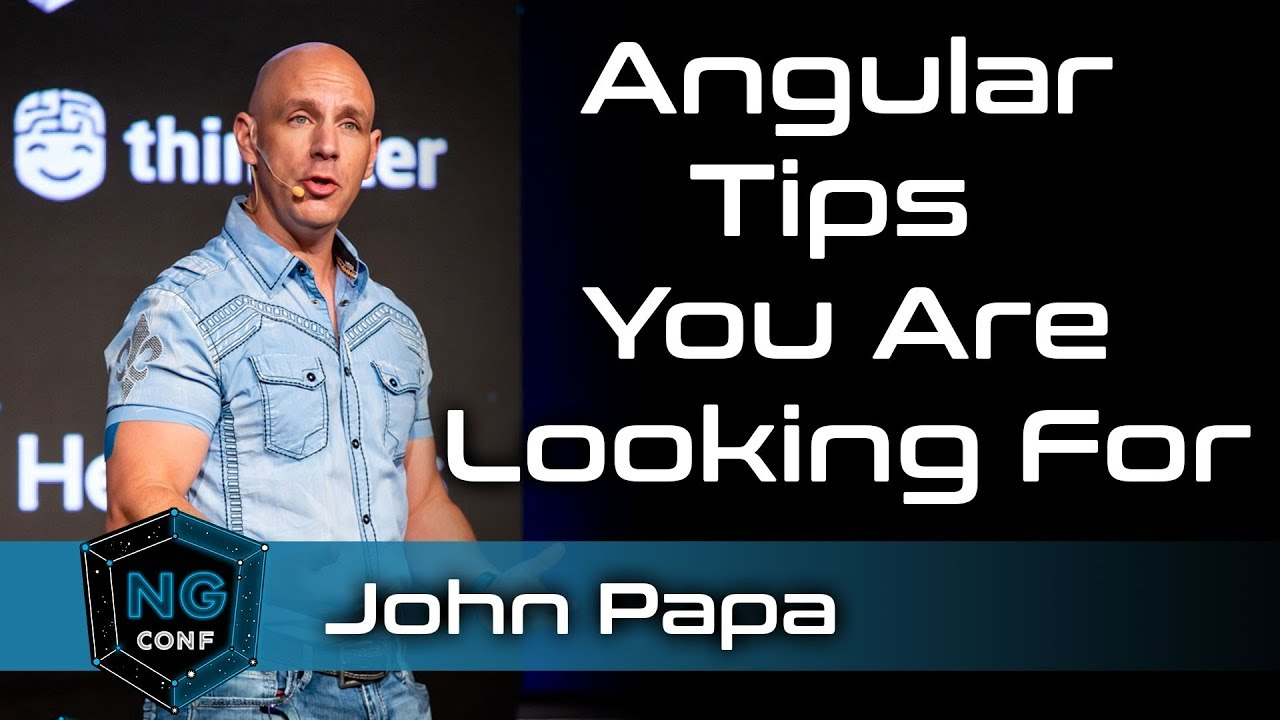 Angular
Tips
You Are
Looking For
NG
CONF
John Papa